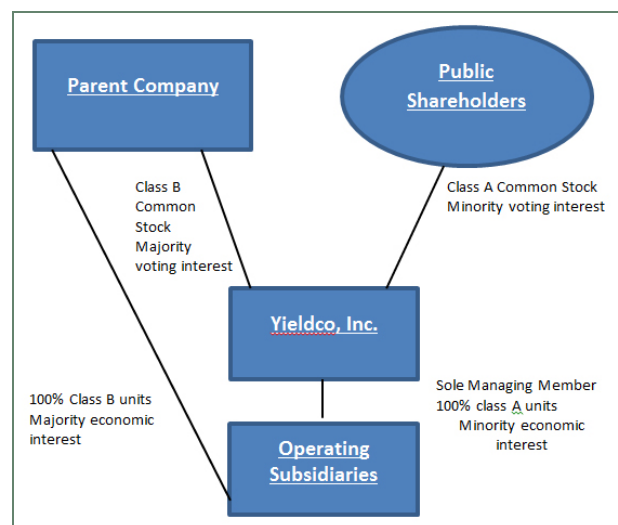 Parent Company
Public
Shareholders
Class B
Common
Stock
Majority
voting interest
Class A Common Stock
Minority voting interest
Yieldco, Inc.
100% Class B units
Majority economic
interest
Sole Managing Member
100% class A units
Minority economic
interest
Operating
Subsidiaries